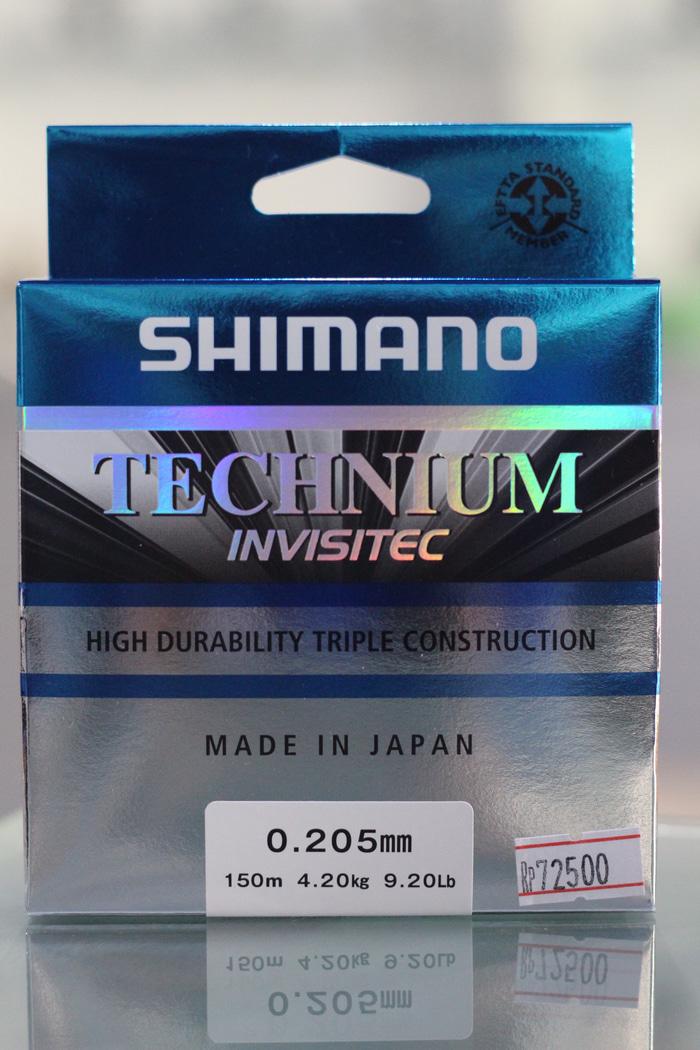 EFTTA STANDARD
MEMBER
SHIMANO
TECHNIUM
INVISITEC
HIGH DURABILITY TRIPLE CONSTRUCTION
MADE IN JAPAN
0.205mm
150m 4.20kg 9.20Lb
Rp72500